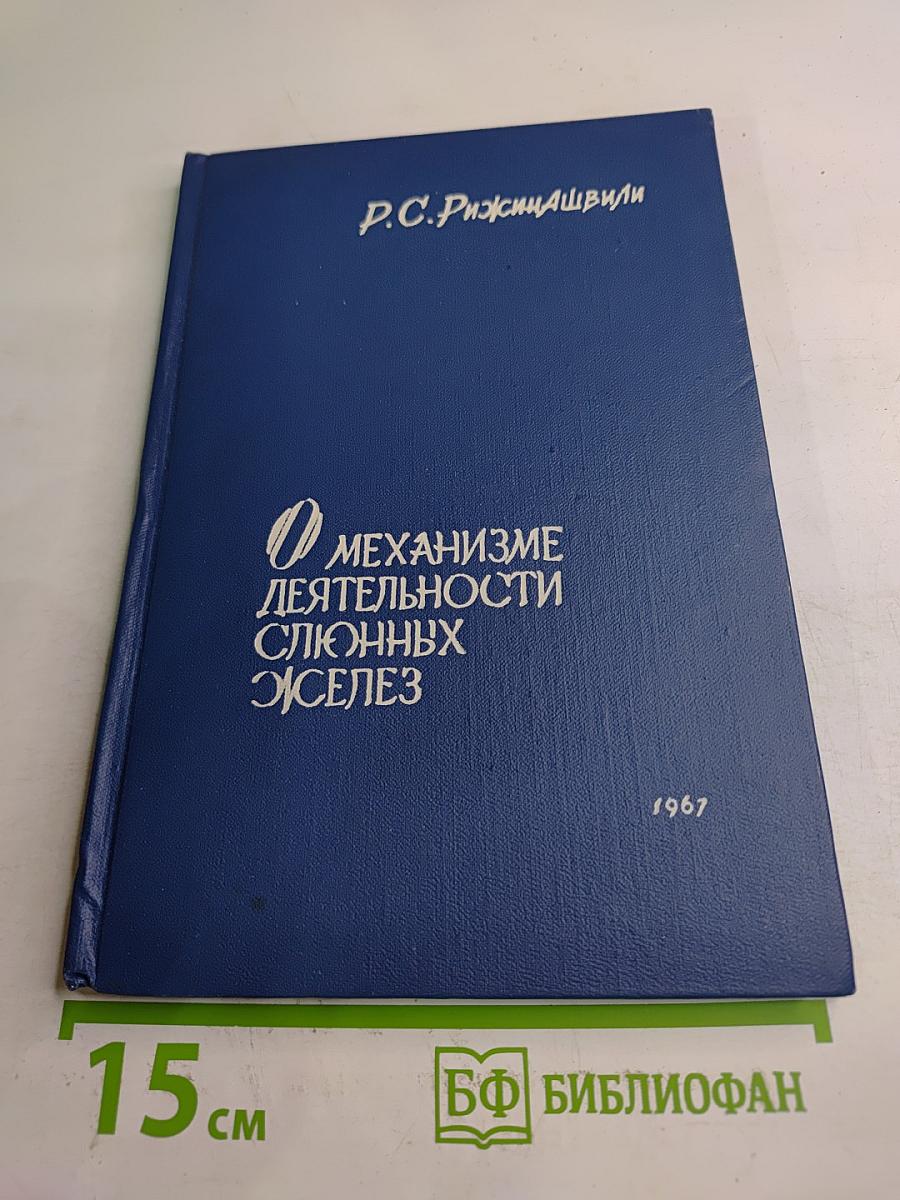 Р.С.Рижинашвили
О МЕХАНИЗМЕ
ДЕЯТЕЛЬНОСТИ
СЛЮННЫХ
ЖЕЛЕЗ
1967
15 см
БФ БИБЛИОФАН